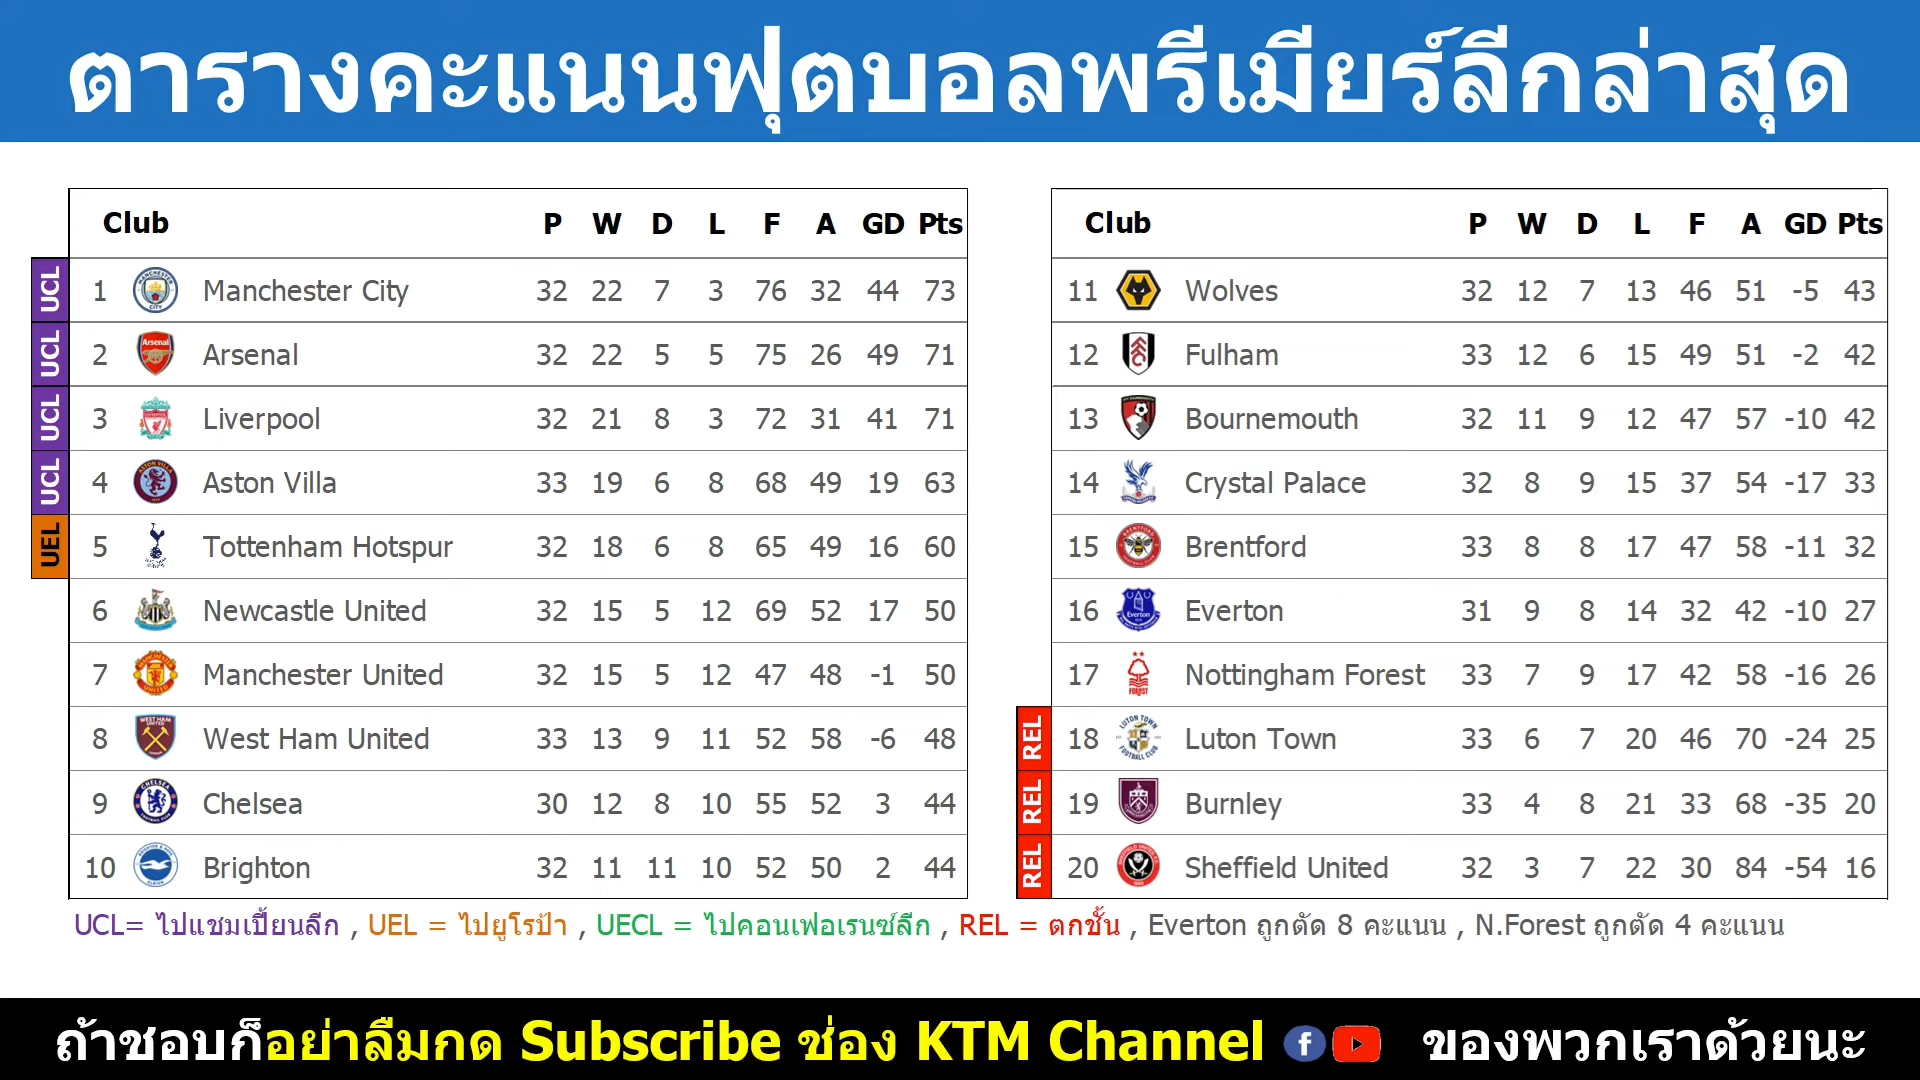 ตารางคะแนนฟุตบอลพรีเมียร์ลีกล่าสุด
Club P W D L F A GD Pts
UCL 1 Manchester City 32 22 7 3 76 32 44 73
UCL 2 Arsenal 32 22 5 5 75 26 49 71
UCL 3 Liverpool 32 21 8 3 72 31 41 71
UCL 4 Aston Villa 33 19 6 8 68 49 19 63
UEL 5 Tottenham Hotspur 32 18 6 8 65 49 16 60
6 Newcastle United 32 15 5 12 69 52 17 50
7 Manchester United 32 15 5 12 47 48 -1 50
8 West Ham United 33 13 9 11 52 58 -6 48
9 Chelsea 30 12 8 10 55 52 3 44
10 Brighton 32 11 11 10 52 50 2 44
Club P W D L F A GD Pts
11 Wolves 32 12 7 13 46 51 -5 43
12 Fulham 33 12 6 15 49 51 -2 42
13 Bournemouth 32 11 9 12 47 57 -10 42
14 Crystal Palace 32 8 9 15 37 54 -17 33
15 Brentford 33 8 8 17 47 58 -11 32
16 Everton 31 9 8 14 32 42 -10 27
17 Nottingham Forest 33 7 9 17 42 58 -16 26
REL 18 Luton Town 33 6 7 20 46 70 -24 25
REL 19 Burnley 33 4 8 21 33 68 -35 20
REL 20 Sheffield United 32 3 7 22 30 84 -54 16
UCL= ไปแชมเปี้ยนลีก , UEL = ไปยูโรป้า , UECL = ไปคอนเฟอเรนซ์ลีก , REL = ตกชั้น , Everton ถูกตัด 8 คะแนน , N.Forest ถูกตัด 4 คะแนน
ถ้าชอบก็อย่าลืมกด Subscribe ช่อง KTM Channel ของพวกเราด้วยนะ